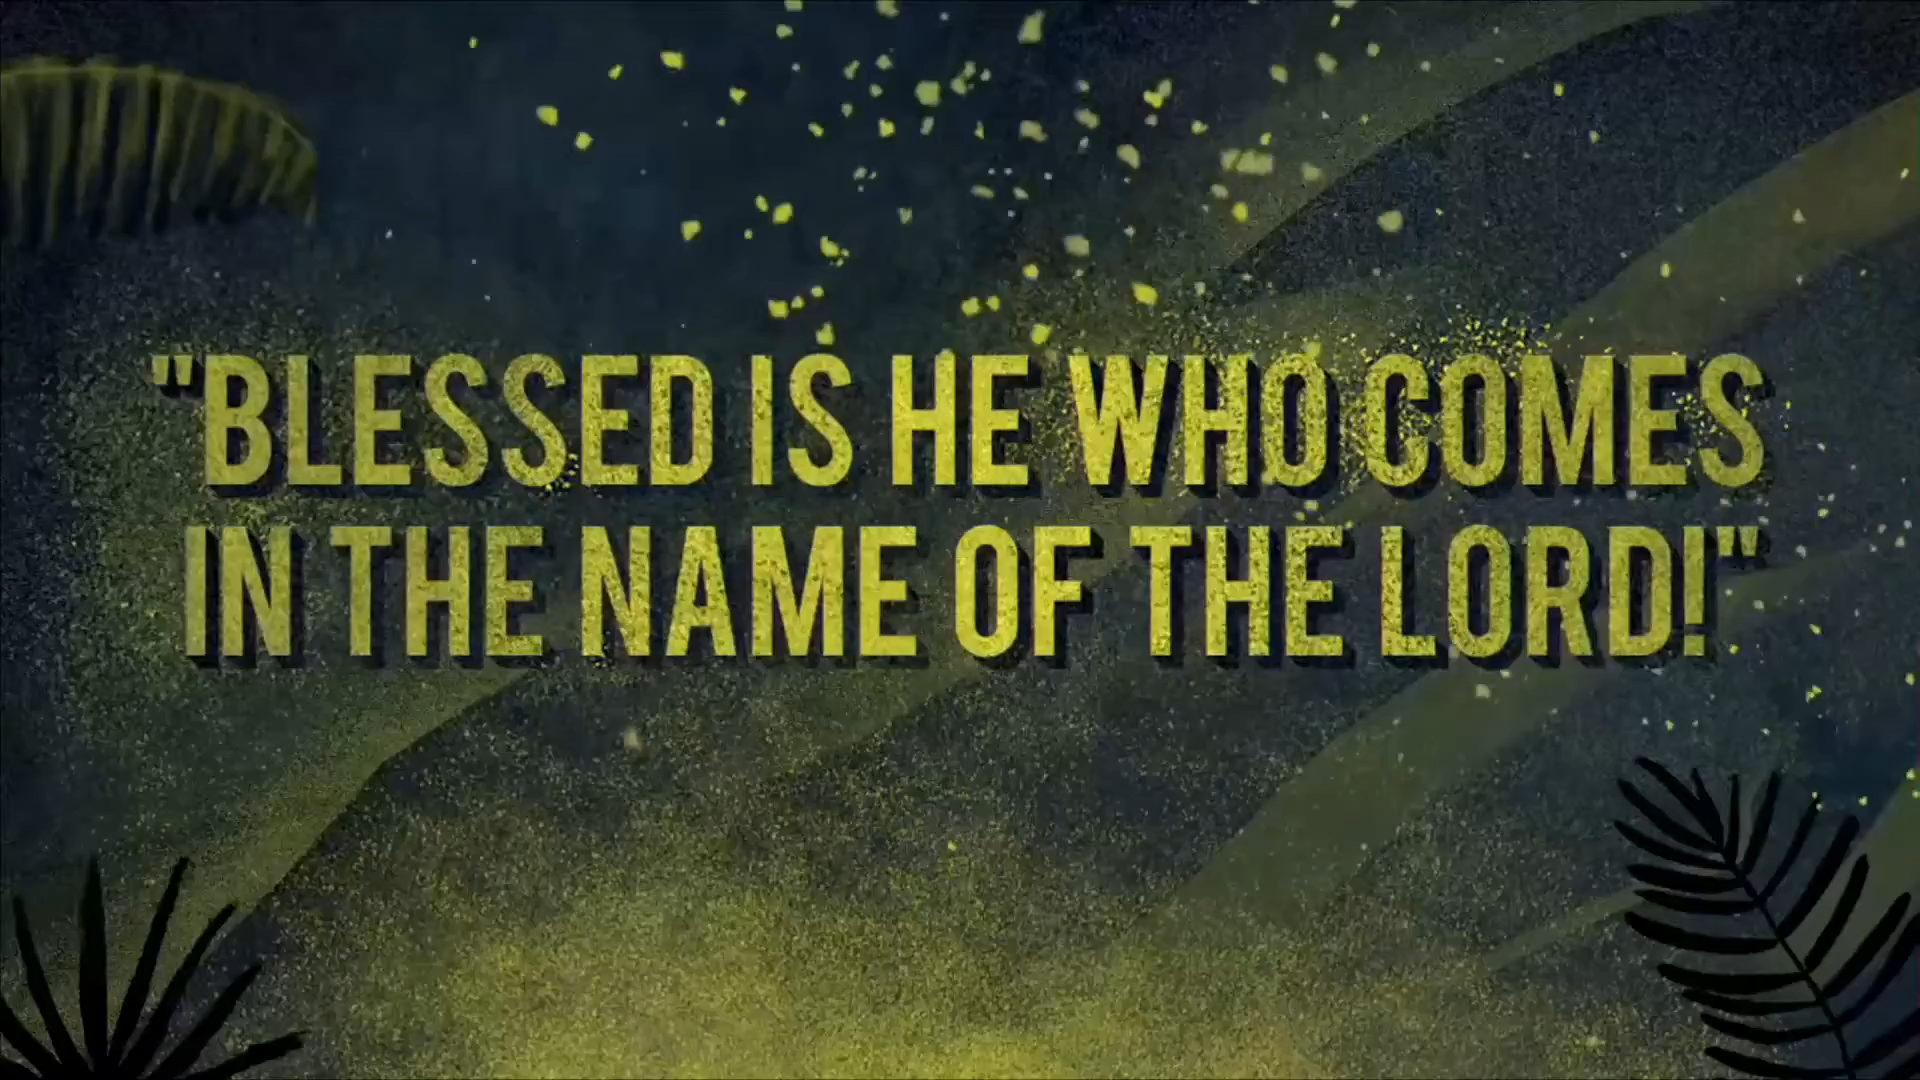 "BLESSED IS HE WHO COMES
IN THE NAME OF THE LORD!"